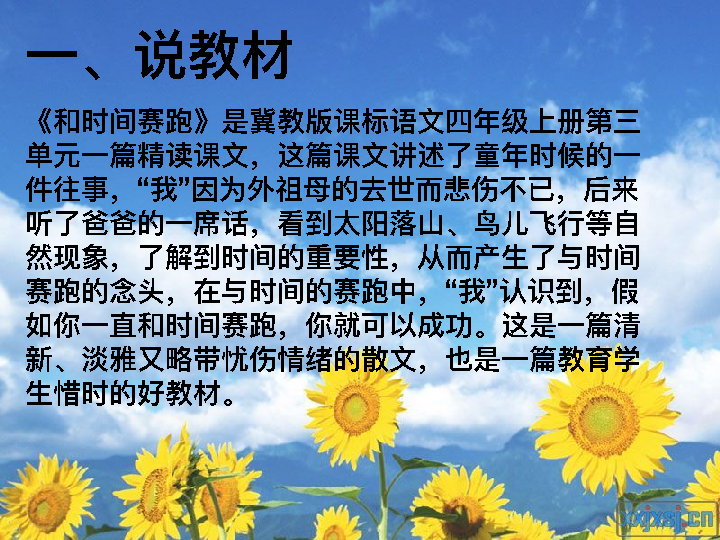 一、说教材
《和时间赛跑》是冀教版课标语文四年级上册第三
单元一篇精读课文，这篇课文讲述了童年时候的一
件往事，“我”因为外祖母的去世而悲伤不已，后来
听了爸爸的一席话，看到太阳落山、鸟儿飞行等自
然现象，了解到时间的重要性，从而产生了与时间
赛跑的念头，在与时间的赛跑中，“我”认识到，假
如你一直和时间赛跑，你就可以成功。这是一篇清
新、淡雅又略带忧伤情绪的散文，也是一篇教育学
生惜时的好教材。
xxjxsj.cn